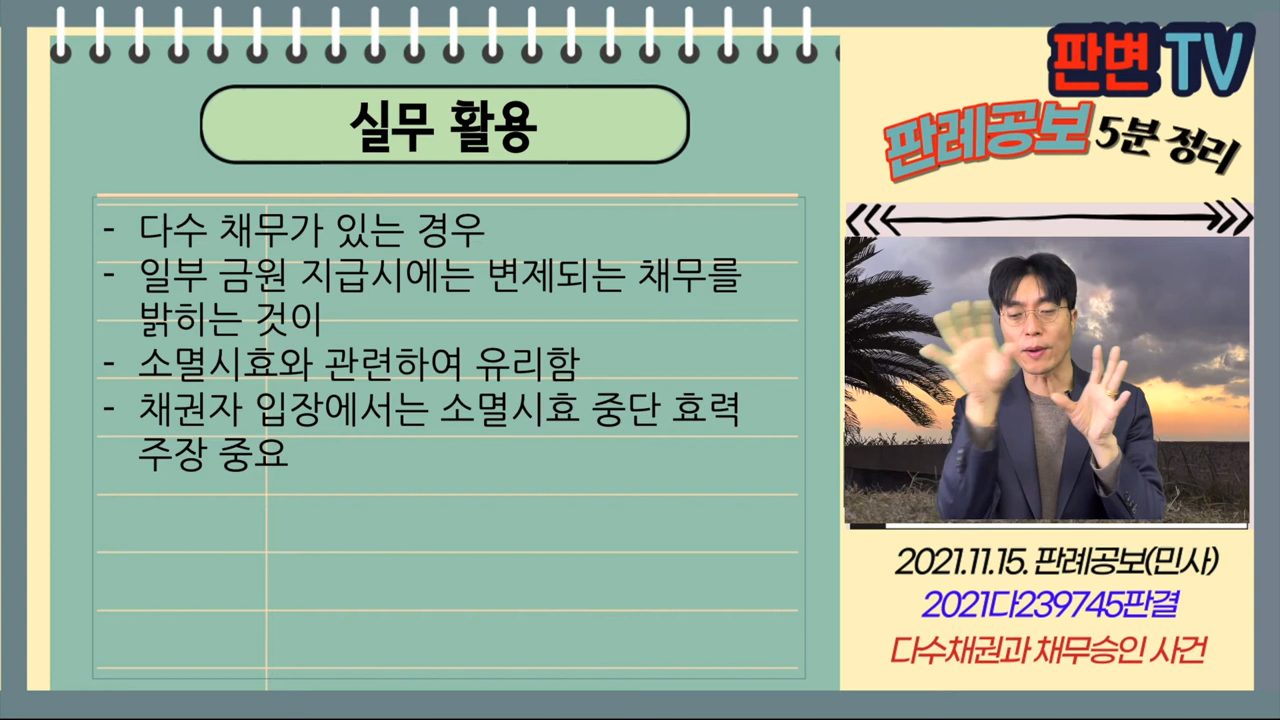 실무 활용
- 다수 채무가 있는 경우
- 일부 금원 지급시에는 변제되는 채무를
밝히는 것이
- 소멸시효와 관련하여 유리함
- 채권자 입장에서는 소멸시효 중단 효력
주장 중요
판변 TV
판례공보 5분 정리
2021.11.15. 판례공보(민사)
2021다239745판결
다수채권과 채무승인 사건